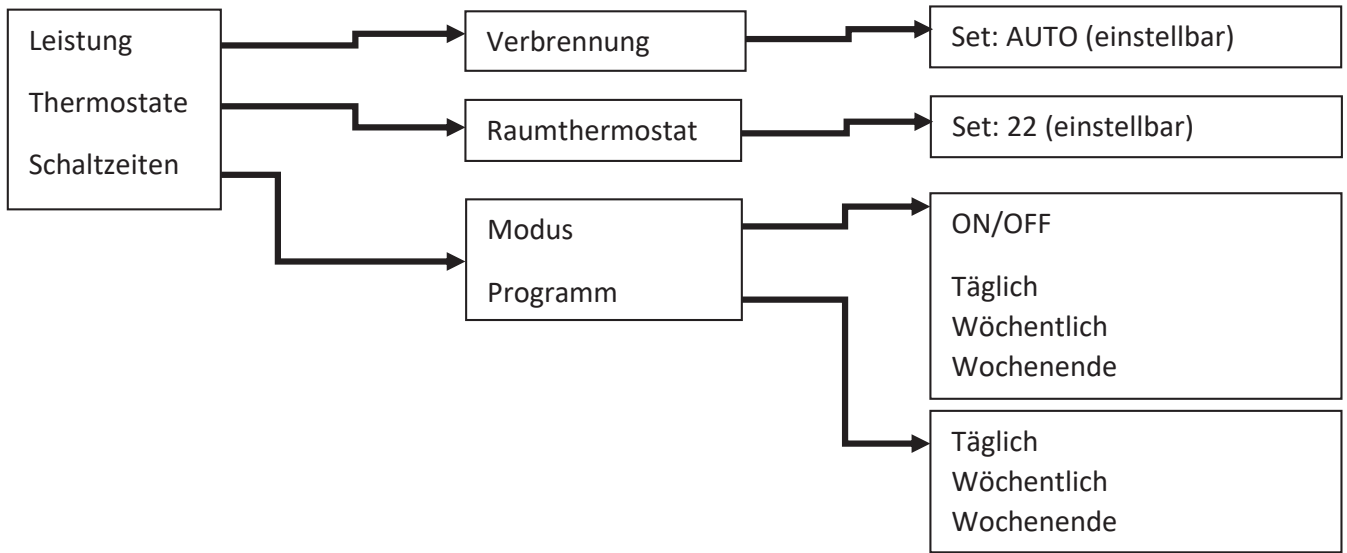 Leistung
Thermostate
Schaltzeiten
Verbrennung
Raumthermostat
Modus
Programm
Set: AUTO (einstellbar)
Set: 22 (einstellbar)
ON/OFF
Täglich
Wöchentlich
Wochenende
Täglich
Wöchentlich
Wochenende